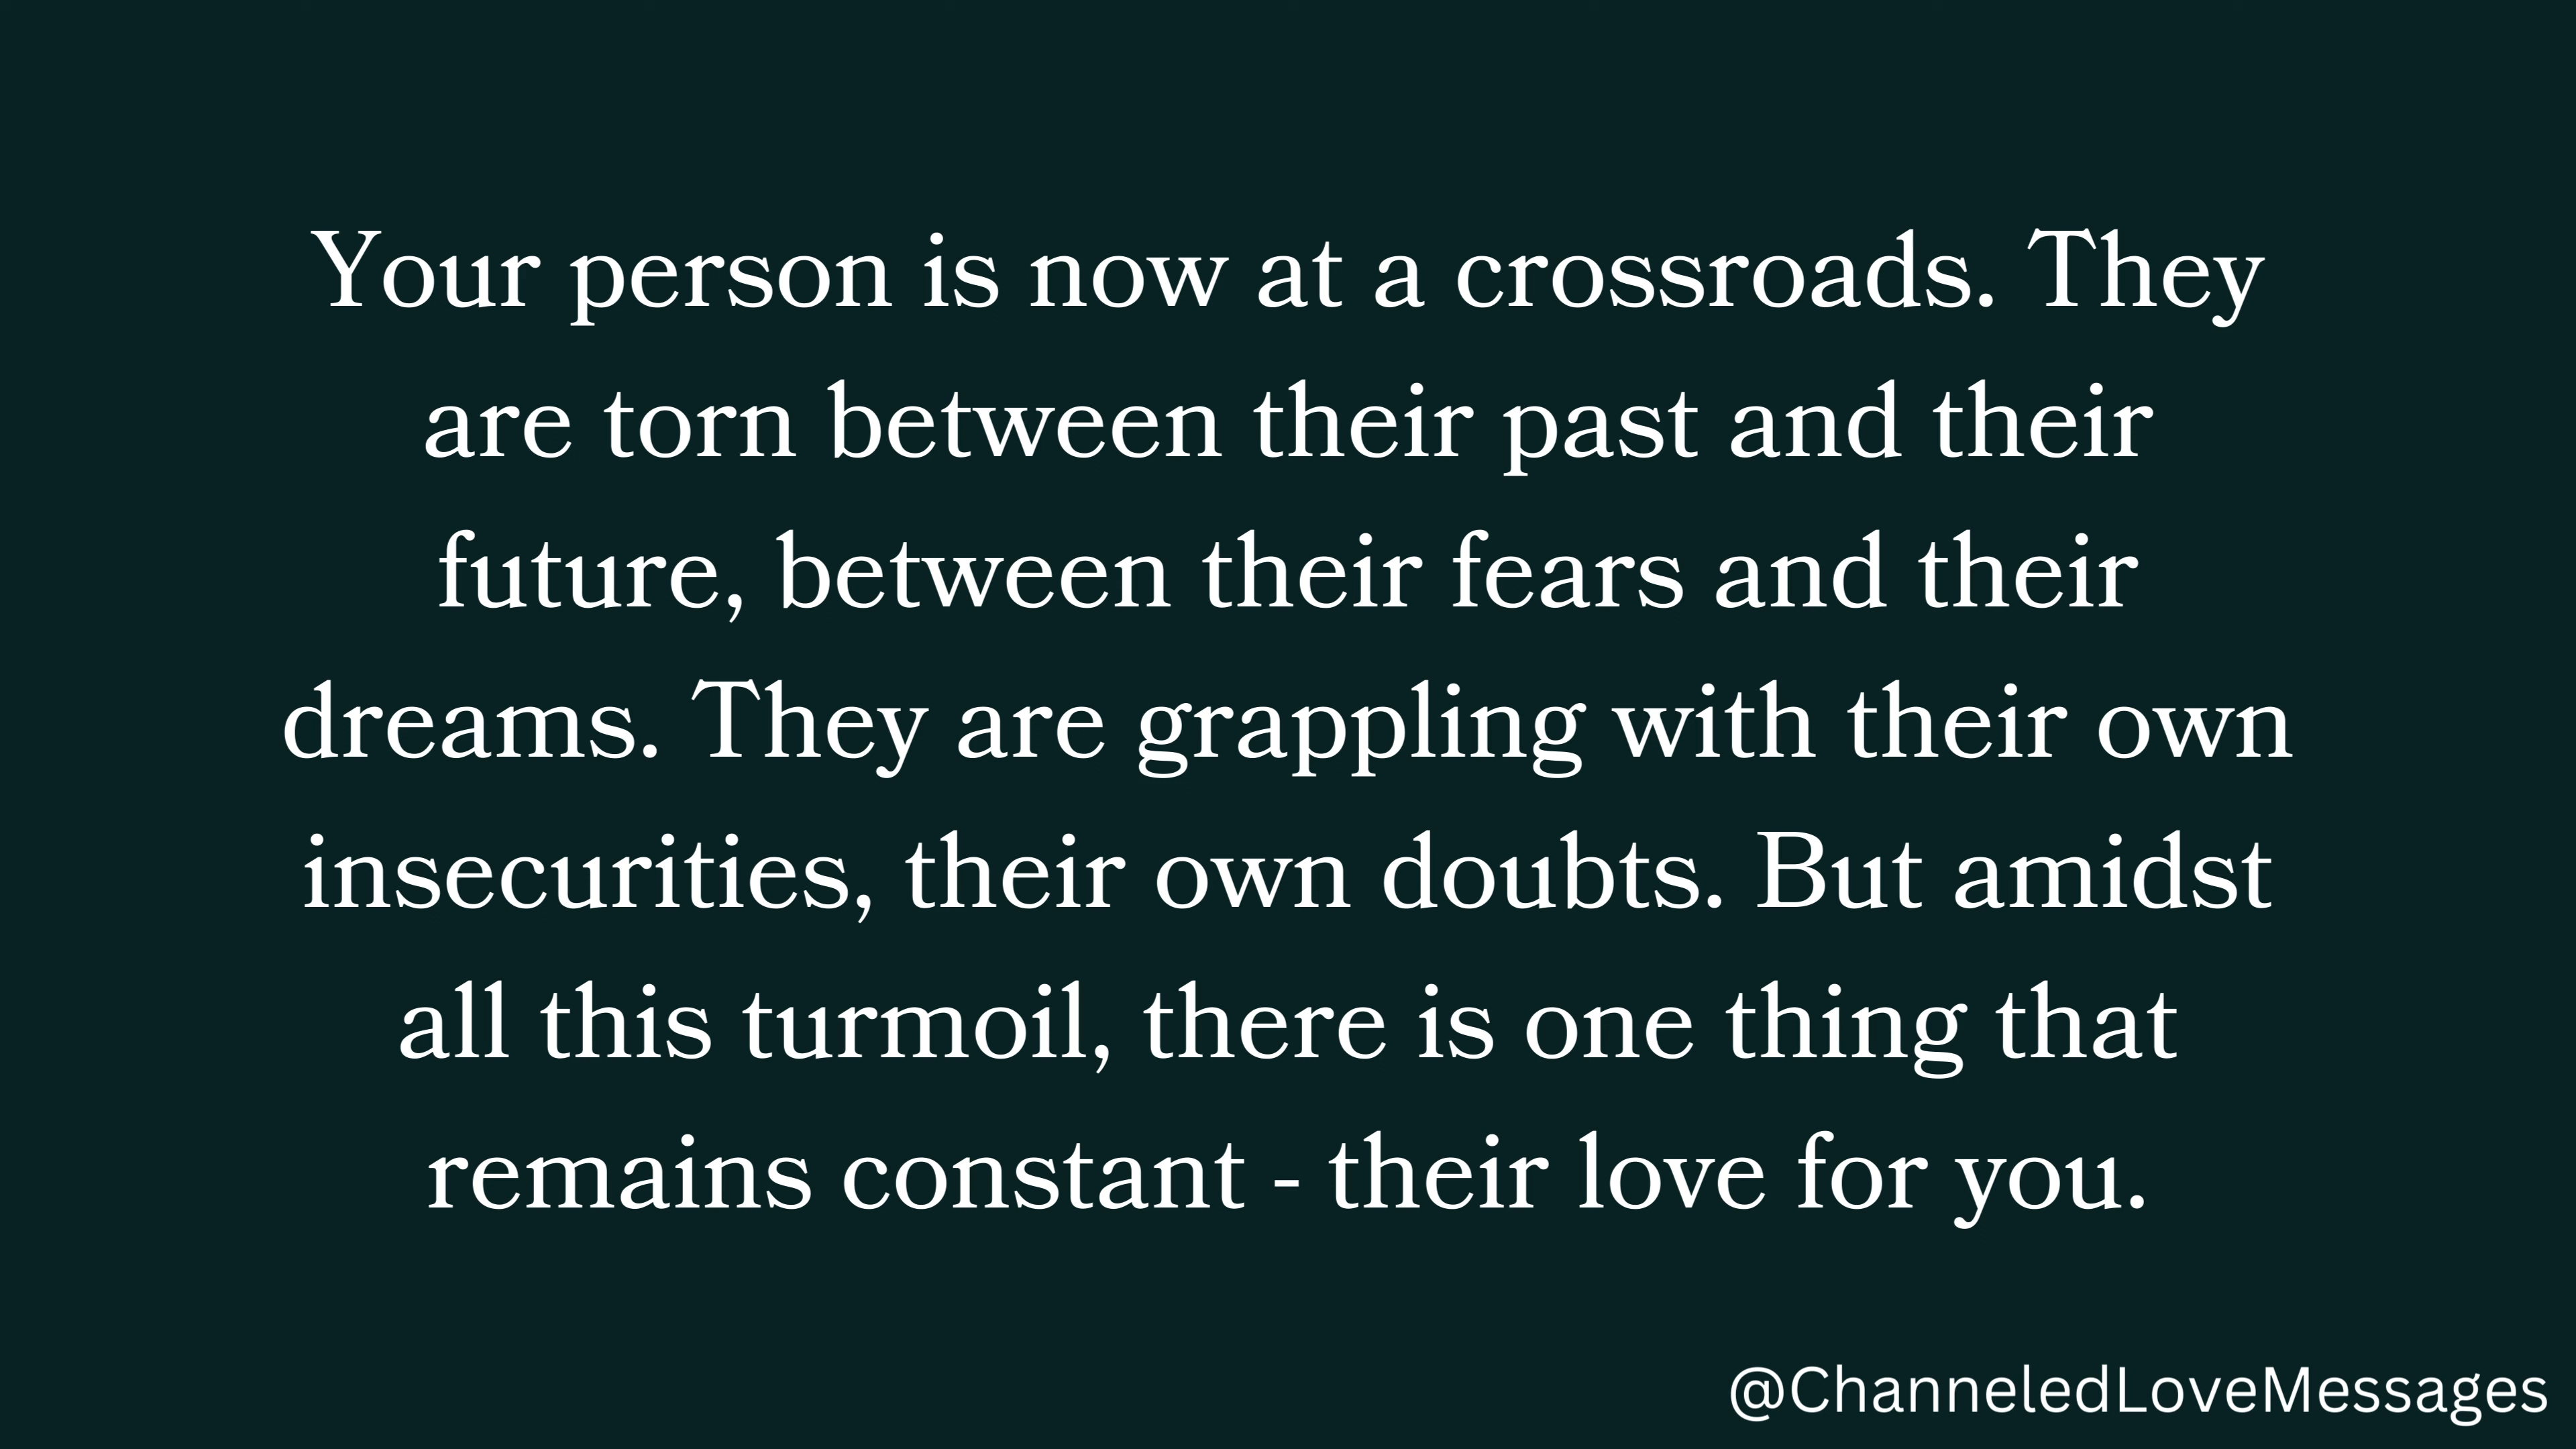 Your person is now at a crossroads. They
are torn between their past and their
future, between their fears and their
dreams. They are grappling with their own
insecurities, their own doubts. But amidst
all this turmoil, there is one thing that
remains constant - their love for you.
@ChanneledLoveMessages